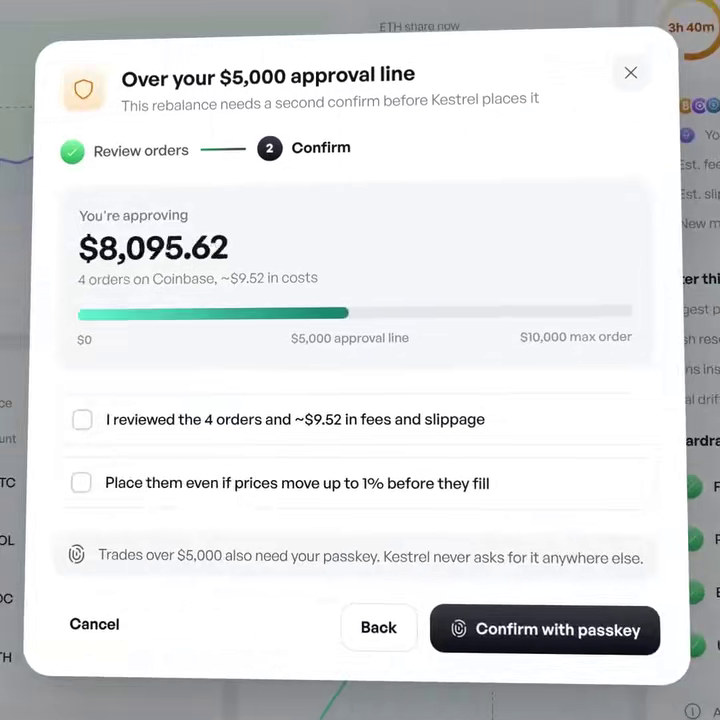 ETH share now
3h 40m
Over your $5,000 approval line
This rebalance needs a second confirm before Kestrel places it
Review orders
2
Confirm
You're approving
$8,095.62
4 orders on Coinbase, ~$9.52 in costs
$0
$5,000 approval line
$10,000 max order
I reviewed the 4 orders and ~$9.52 in fees and slippage
Place them even if prices move up to 1% before they fill
Trades over $5,000 also need your passkey. Kestrel never asks for it anywhere else.
Cancel
Back
Confirm with passkey